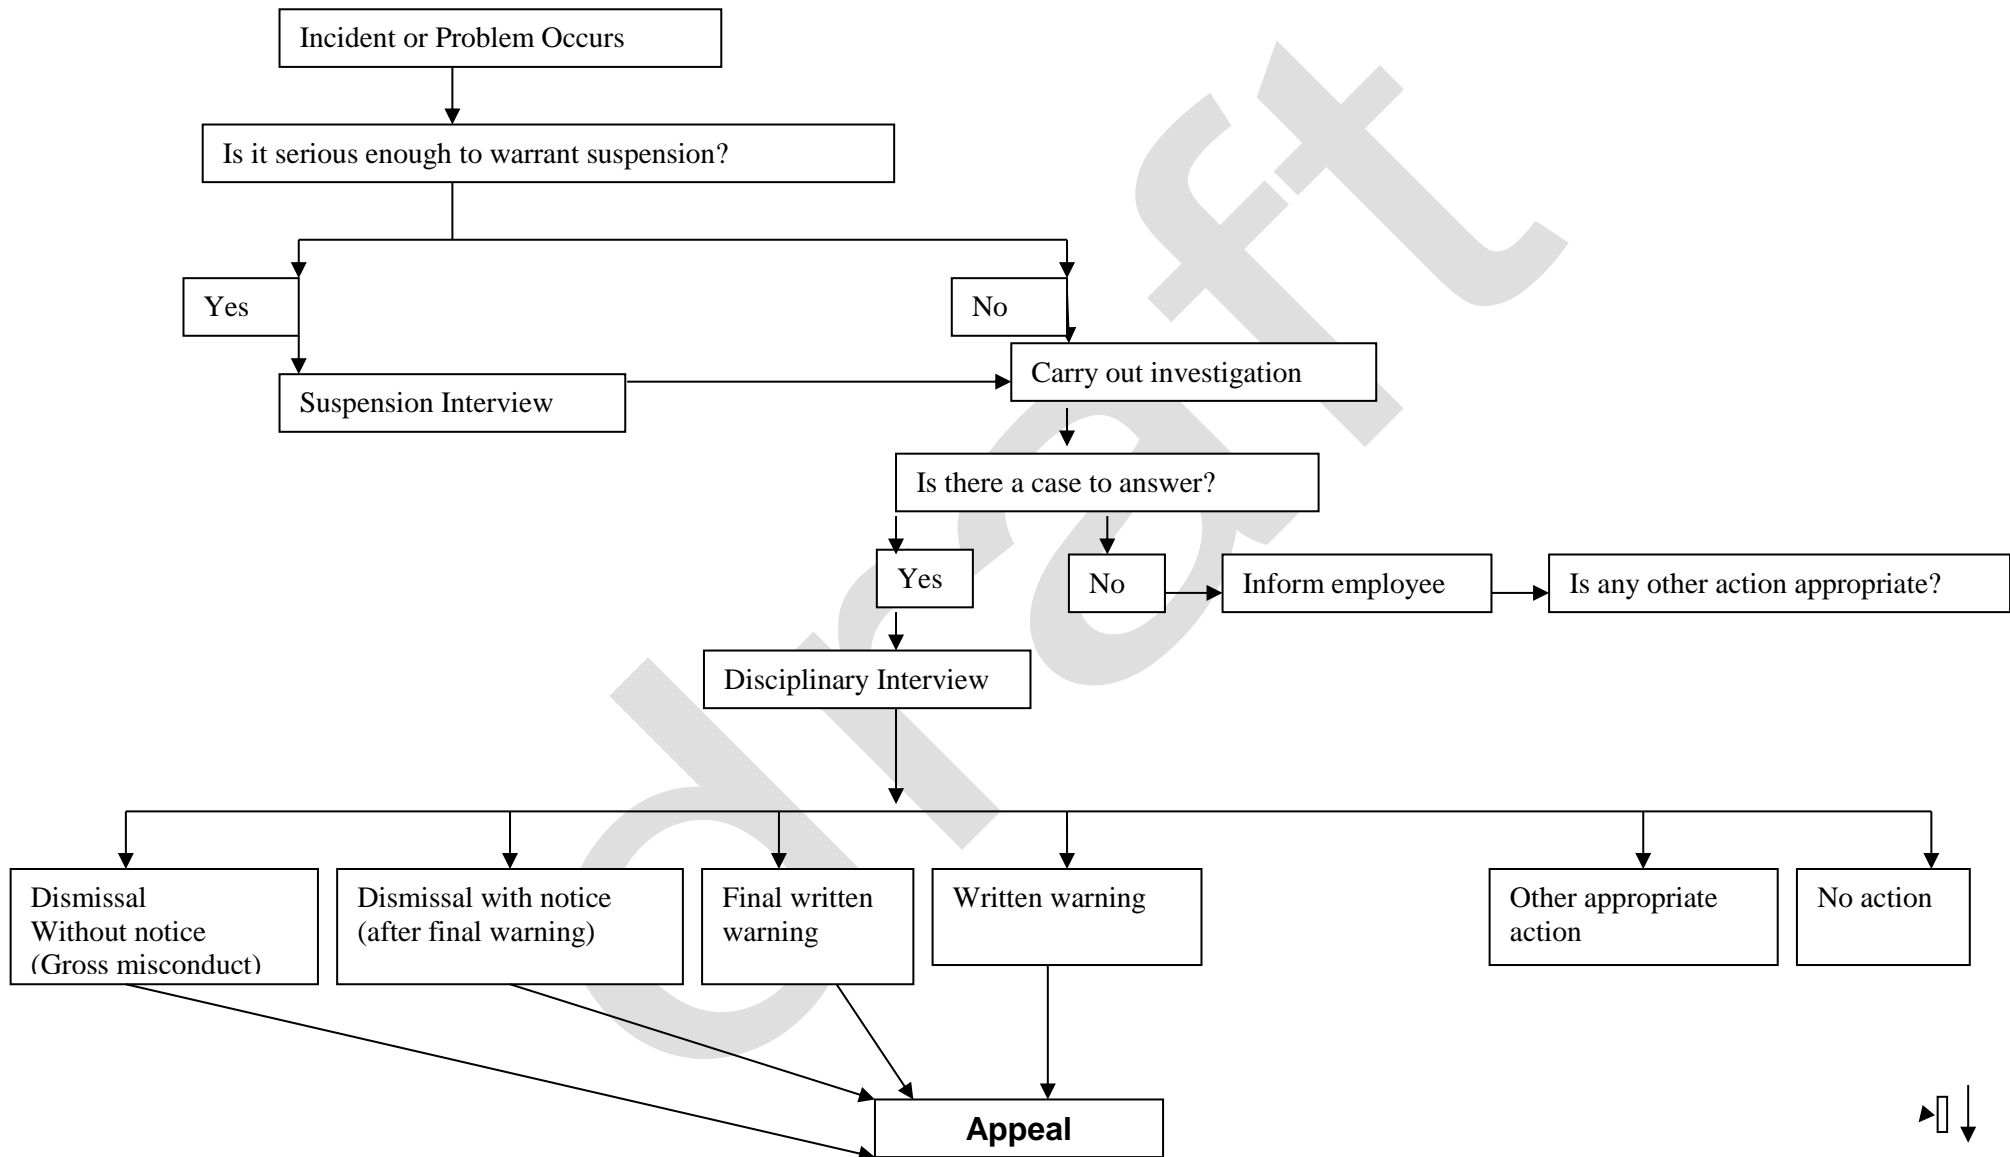 Incident or Problem Occurs
Is it serious enough to warrant suspension?
Yes
No
Carry out investigation
Suspension Interview
Is there a case to answer?
Yes
No
Inform employee
Is any other action appropriate?
Disciplinary Interview
Dismissal
Without notice
(Gross misconduct)
Dismissal with notice
(after final warning)
Final written
warning
Written warning
Other appropriate
action
No action
Appeal
draft